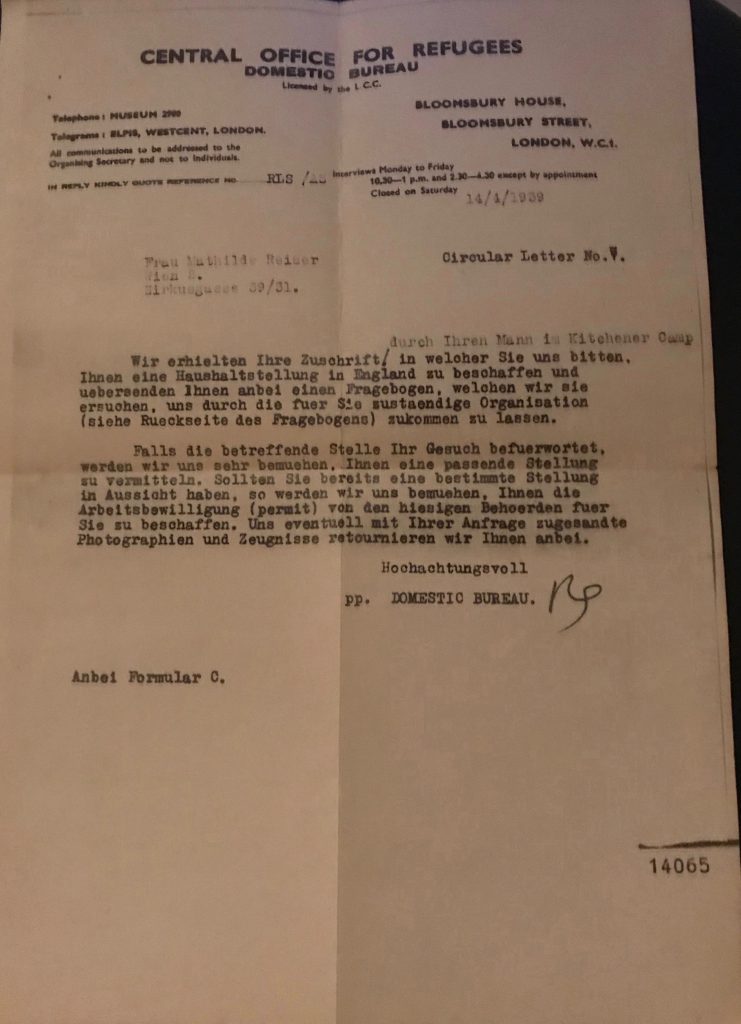 CENTRAL OFFICE FOR REFUGEES
DOMESTIC BUREAU
Licensed by the L.C.C.
Telephone: MUSEUM 2900
Telegrams: ELPIS, WESTCENT, LONDON.
All communications to be addressed to the
Organising Secretary and not to Individuals.
IN REPLY KINDLY QUOTE REFERENCE NO. RLS /
BLOOMSBURY HOUSE,
BLOOMSBURY STREET,
LONDON, W.C.1.
Interviews Monday to Friday
10.30—1 p.m. and 2.30—4.30 except by appointment
Closed on Saturday
14/4/1939
Frau Mathilde Reiser
Wien 2.
Zirkusgasse 39/31.
Circular Letter No.V.
durch Ihren Mann im Kitchener Camp
Wir erhielten Ihre Zuschrift/ in welcher Sie uns bitten,
Ihnen eine Haushaltstellung in England zu beschaffen und
uebersenden Ihnen anbei einen Fragebogen, welchen wir sie
ersuchen, uns durch die fuer Sie zustaendige Organisation
(siehe Rueckseite des Fragebogens) zukommen zu lassen.
Falls die betreffende Stelle Ihr Gesuch befuerwortet,
werden wir uns sehr bemuehen, Ihnen eine passende Stellung
zu vermitteln. Sollten Sie bereits eine bestimmte Stellung
in Aussicht haben, so werden wir uns bemuehen, Ihnen die
Arbeitsbewilligung (permit) von den hiesigen Behoerden fuer
Sie zu beschaffen. Uns eventuell mit Ihrer Anfrage zugesandte
Photographien und Zeugnisse retournieren wir Ihnen anbei.
Hochachtungsvoll
pp. DOMESTIC BUREAU.
Anbei Formular C.
14065